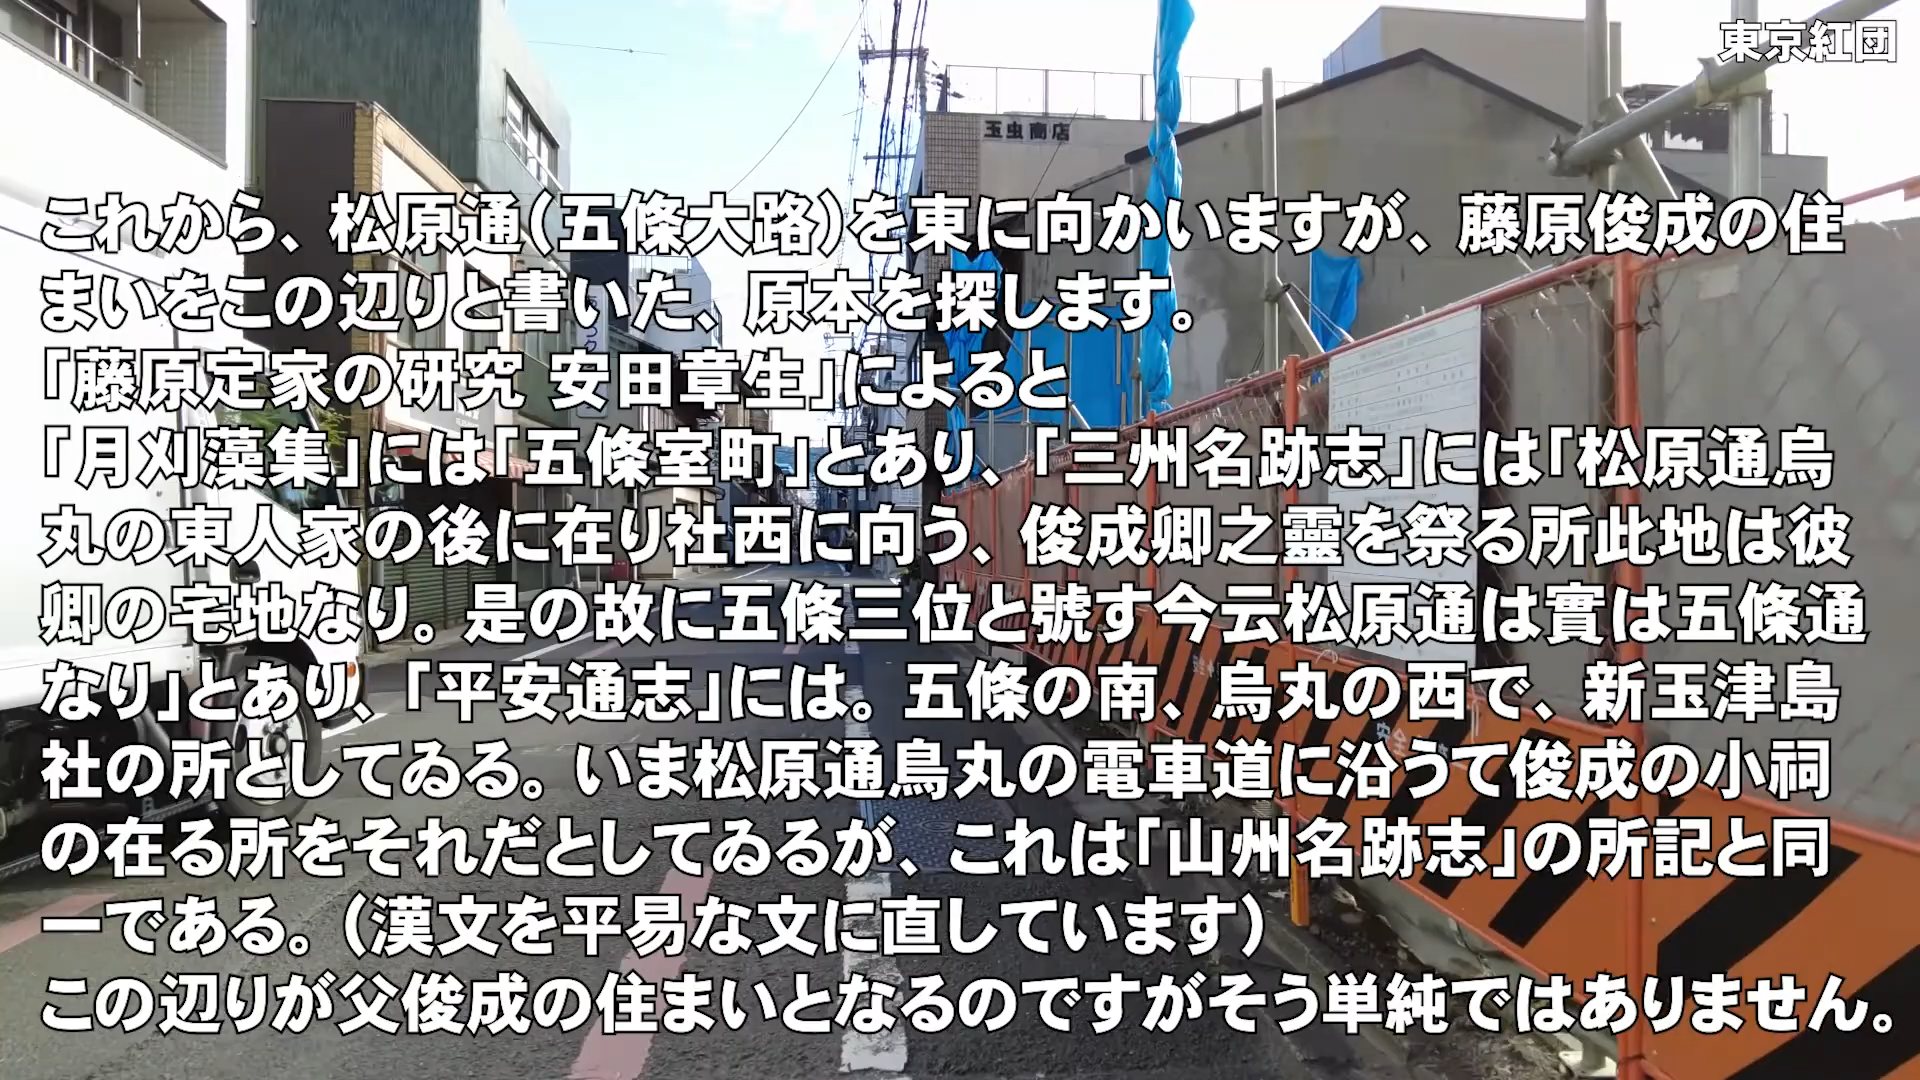 東京紅団
玉虫商店
これから、松原通（五條大路）を東に向かいますが、藤原俊成の住
まいをこの辺りと書いた、原本を探します。
「藤原定家の研究 安田章生」によると
「月刈藻集」には「五條室町」とあり、「三州名跡志」には「松原通烏
丸の東人家の後に在り社西に向う、俊成卿之靈を祭る所此地は彼
卿の宅地なり。是の故に五條三位と號す今云松原通は實は五條通
なり」とあり、「平安通志」には。五條の南、烏丸の西で、新玉津島
社の所としてゐる。いま松原通烏丸の電車道に沿うて俊成の小祠
の在る所をそれだとしてゐるが、これは「山州名跡志」の所記と同
一である。（漢文を平易な文に直しています）
この辺りが父俊成の住まいとなるのですがそう単純ではありません。